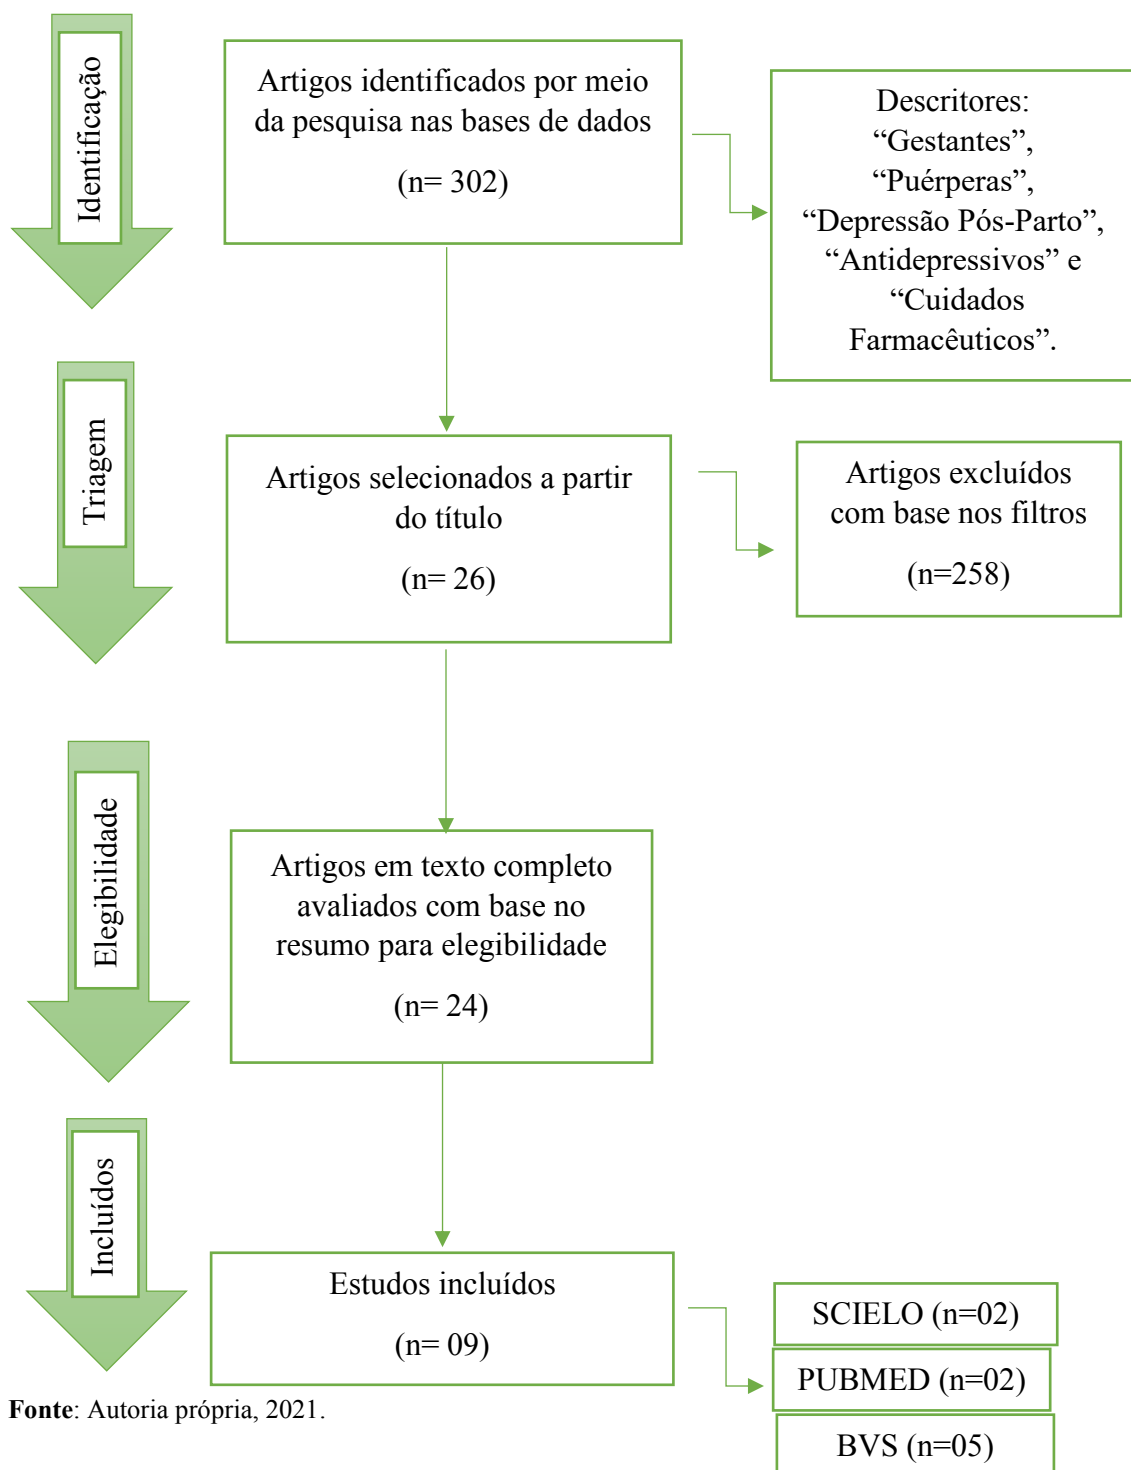 Identificação
Artigos identificados por meio
da pesquisa nas bases de dados
(n= 302)
Descritores:
“Gestantes”,
“Puérperas”,
“Depressão Pós-Parto”,
“Antidepressivos” e
“Cuidados
Farmacêuticos”.
Triagem
Artigos selecionados a partir
do título
(n= 26)
Artigos excluídos
com base nos filtros
(n=258)
Elegibilidade
Artigos em texto completo
avaliados com base no
resumo para elegibilidade
(n= 24)
Incluídos
Estudos incluídos
(n= 09)
SCIELO (n=02)
PUBMED (n=02)
BVS (n=05)
Fonte: Autoria própria, 2021.